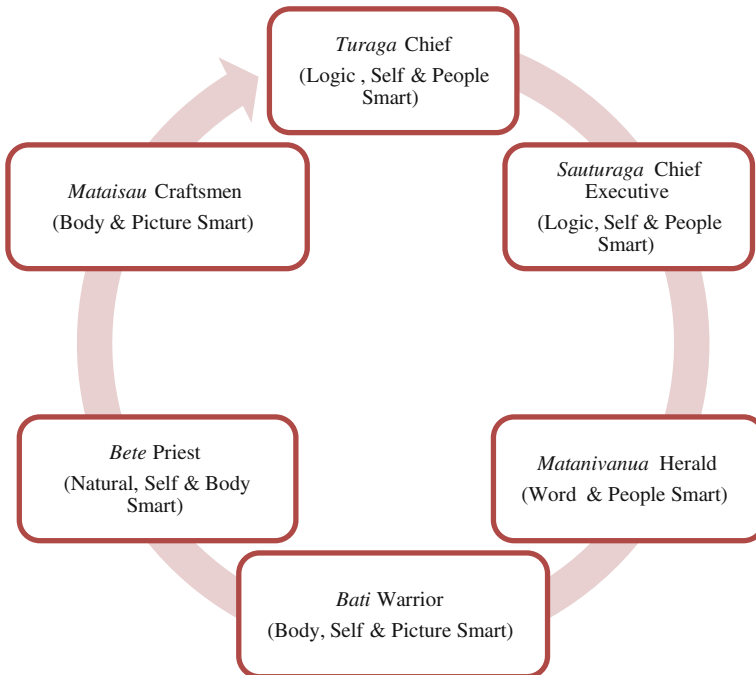 Turaga Chief
(Logic , Self & People
Smart)
Sauturaga Chief
Executive
(Logic, Self & People
Smart)
Matanivanua Herald
(Word & People Smart)
Bati Warrior
(Body, Self & Picture Smart)
Bete Priest
(Natural, Self & Body
Smart)
Mataisau Craftsmen
(Body & Picture Smart)